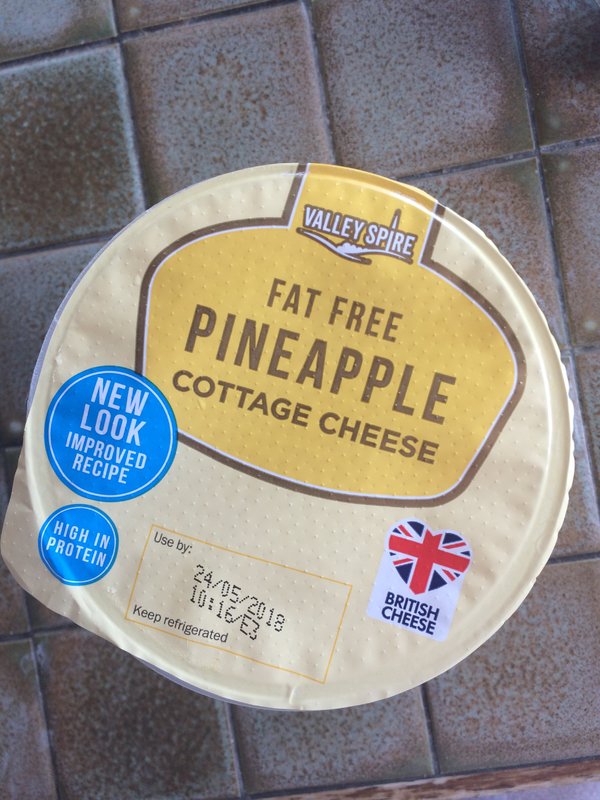 VALLEY SPIRE
FAT FREE
PINEAPPLE
COTTAGE CHEESE
NEW
LOOK
IMPROVED
RECIPE
HIGH IN
PROTEIN
Use by:
24/05/2018
10:16/E3
Keep refrigerated
BRITISH
CHEESE